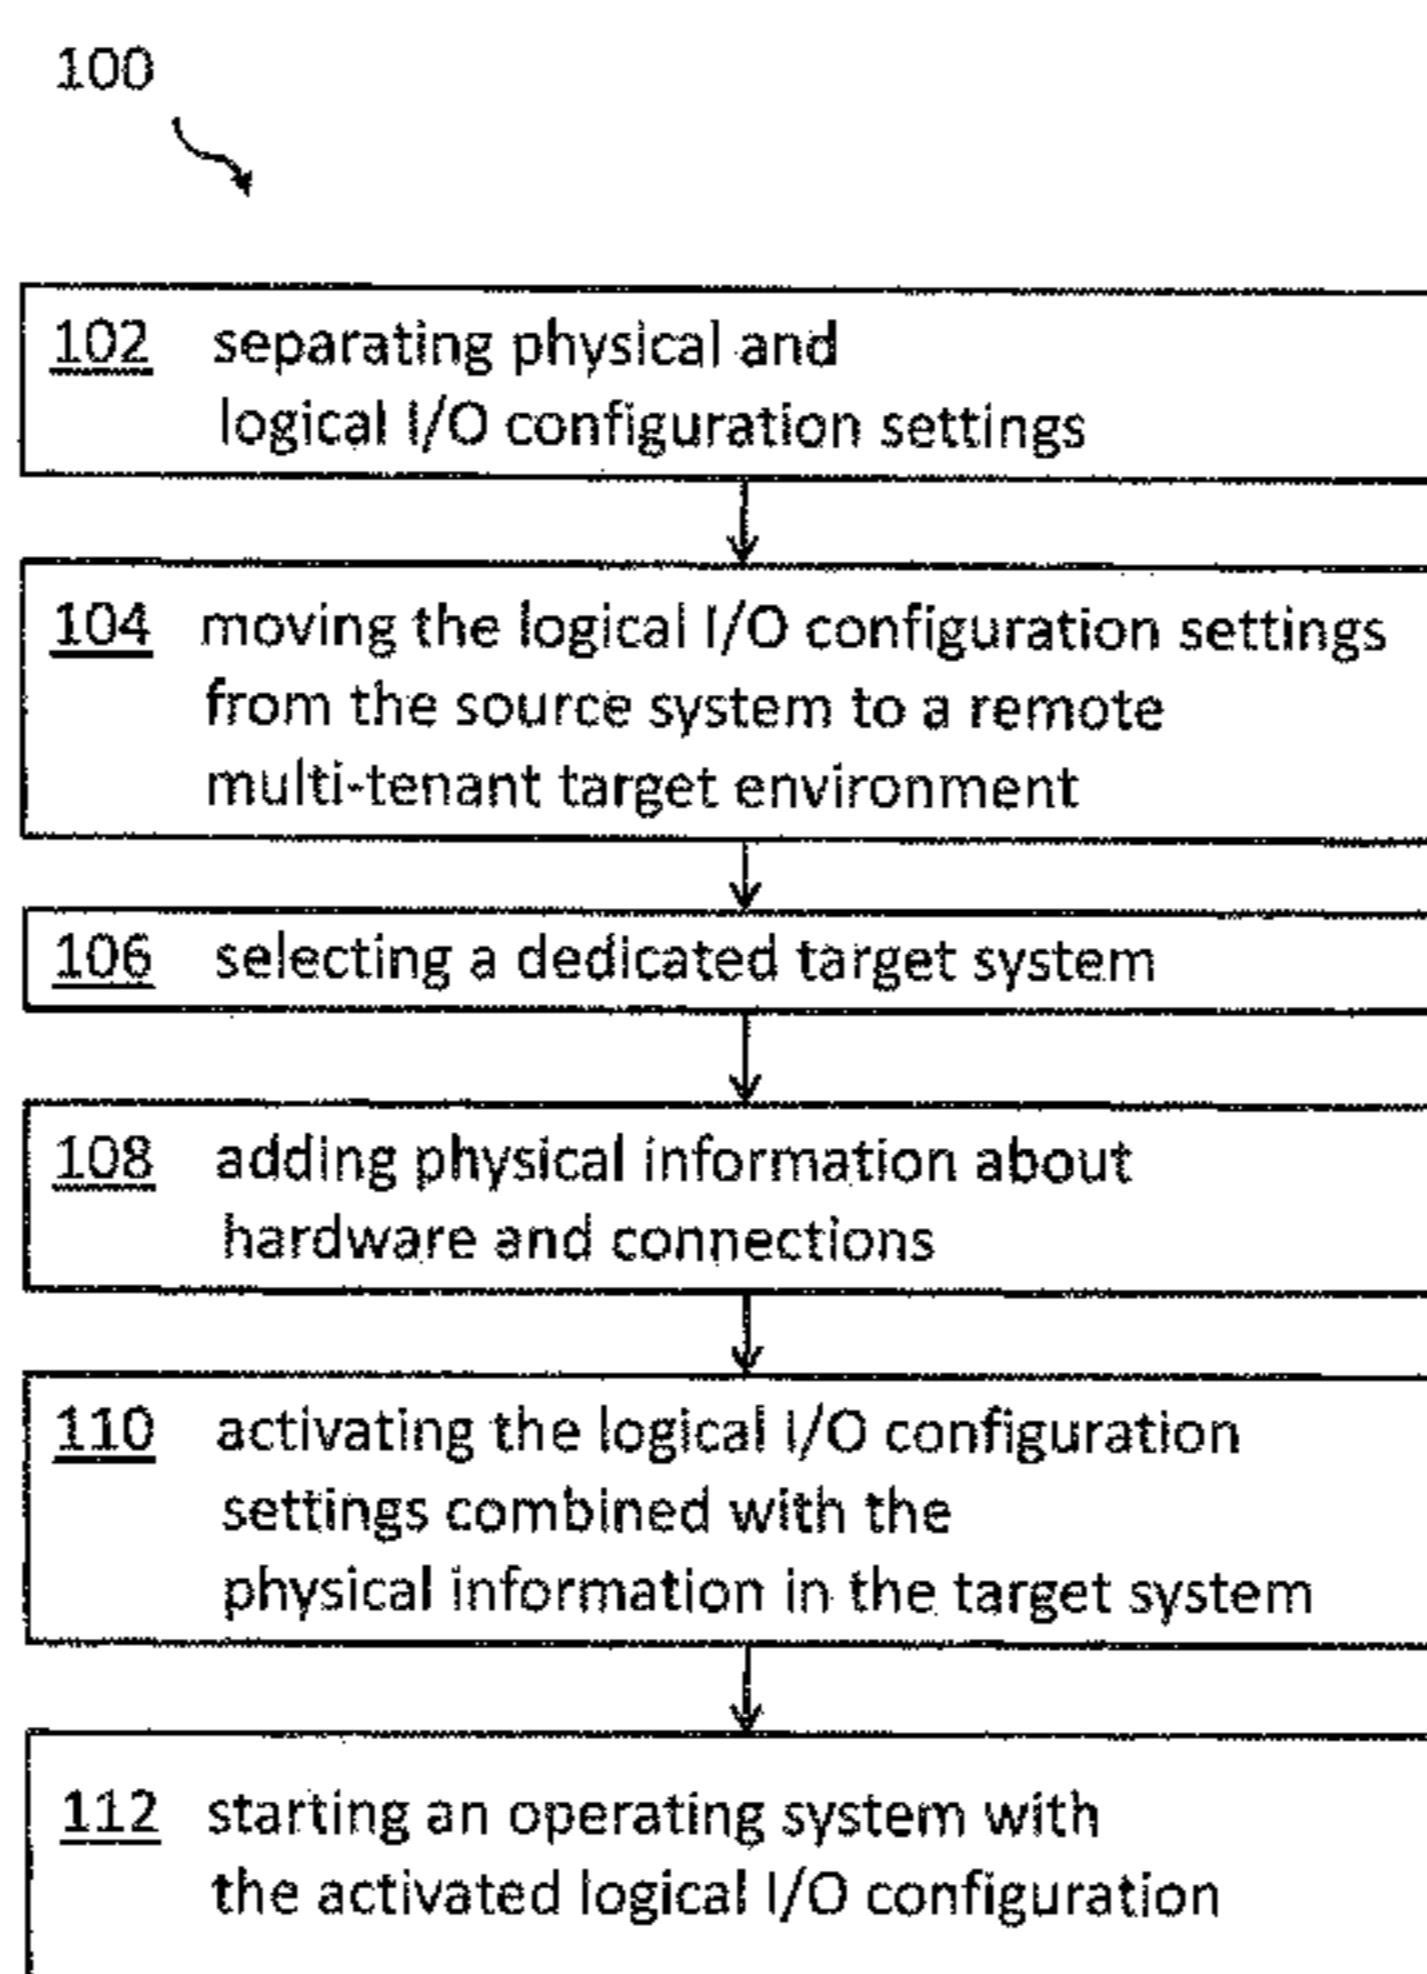 100
102 separating physical and
logical I/O configuration settings
104 moving the logical I/O configuration settings
from the source system to a remote
multi-tenant target environment
106 selecting a dedicated target system
108 adding physical information about
hardware and connections
110 activating the logical I/O configuration
settings combined with the
physical information in the target system
112 starting an operating system with
the activated logical I/O configuration